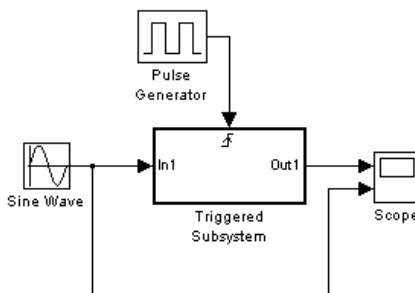 Pulse
Generator
In1
Out1
Sine Wave
Triggered
Subsystem
Scope